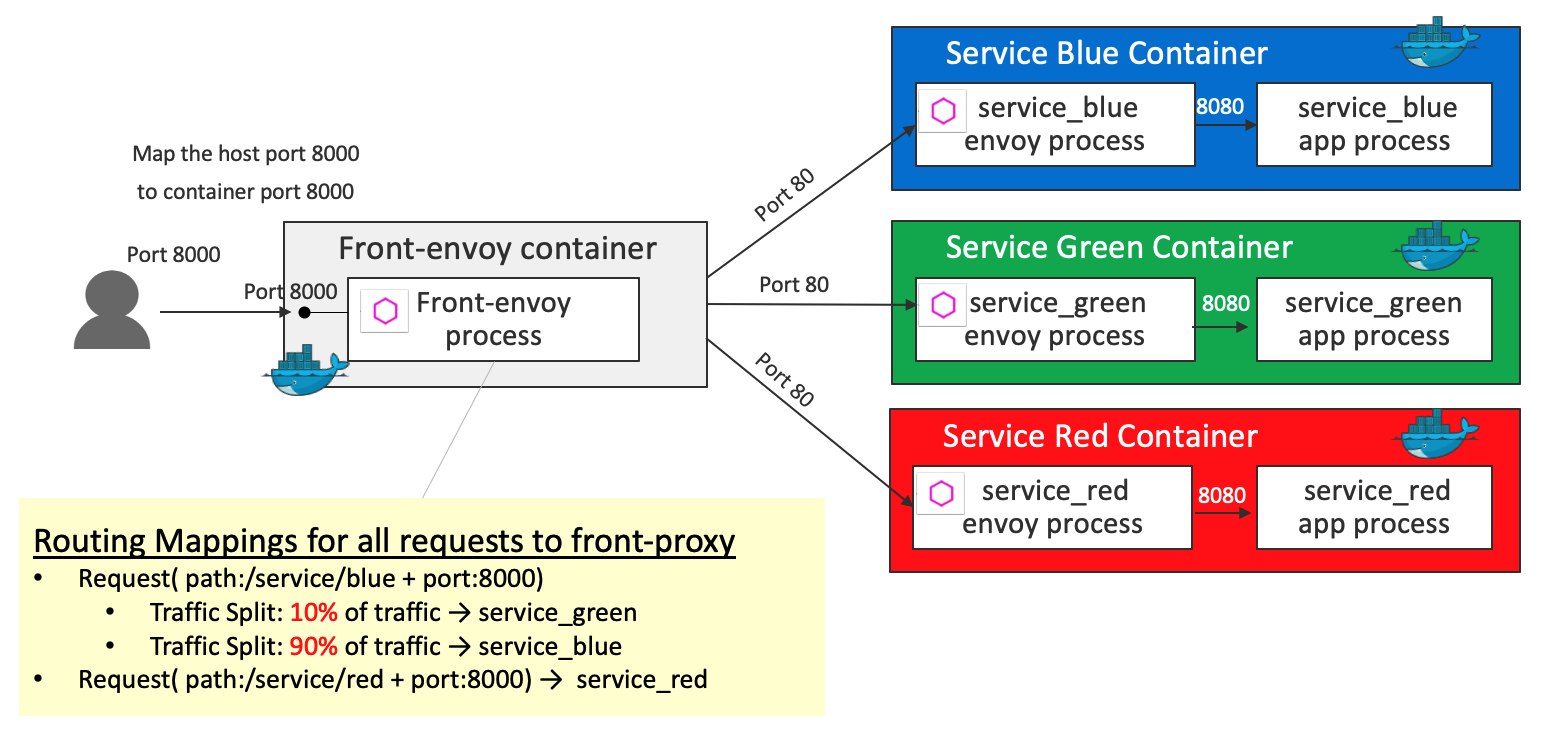 Map the host port 8000
to container port 8000
Port 8000
Port 8000
Front-envoy container
Front-envoy
process
Port 80
Port 80
Port 80
Service Blue Container
service_blue
envoy process
8080
service_blue
app process
Service Green Container
service_green
envoy process
8080
service_green
app process
Service Red Container
service_red
envoy process
8080
service_red
app process
Routing Mappings for all requests to front-proxy
• Request( path:/service/blue + port:8000)
• Traffic Split: 10% of traffic → service_green
• Traffic Split: 90% of traffic → service_blue
• Request( path:/service/red + port:8000) → service_red